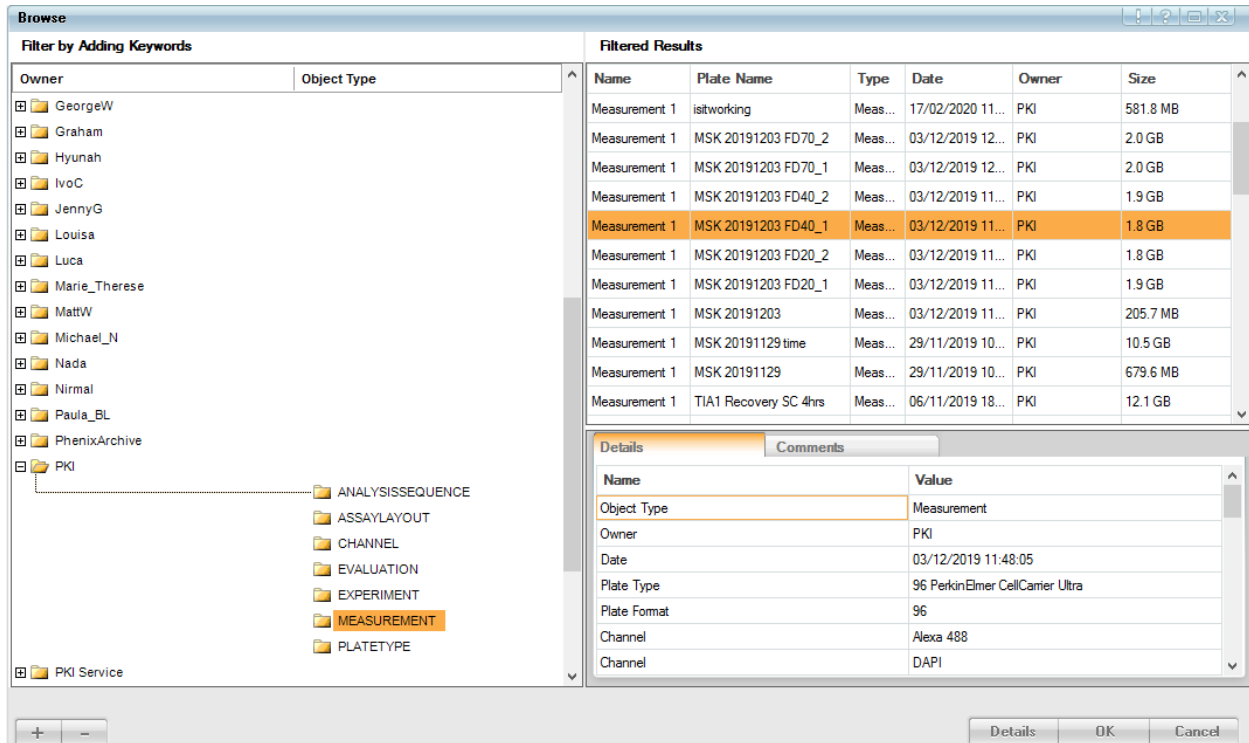 Browse
Filter by Adding Keywords
Owner Object Type
GeorgeW
Graham
Hyunah
IvoC
JennyG
Louisa
Luca
Marie_Therese
MattW
Michael_N
Nada
Nirmal
Paula_BL
PhenixArchive
PKI
ANALYSISSEQUENCE
ASSAYLAYOUT
CHANNEL
EVALUATION
EXPERIMENT
MEASUREMENT
PLATETYPE
PKI Service
+ -
! ?
Filtered Results
Name Plate Name Type Date Owner Size
Measurement 1 isitworking Meas... 17/02/2020 11... PKI 581.8 MB
Measurement 1 MSK 20191203 FD70_2 Meas... 03/12/2019 12... PKI 2.0 GB
Measurement 1 MSK 20191203 FD70_1 Meas... 03/12/2019 12... PKI 2.0 GB
Measurement 1 MSK 20191203 FD40_2 Meas... 03/12/2019 11... PKI 1.9 GB
Measurement 1 MSK 20191203 FD40_1 Meas... 03/12/2019 11... PKI 1.8 GB
Measurement 1 MSK 20191203 FD20_2 Meas... 03/12/2019 11... PKI 1.8 GB
Measurement 1 MSK 20191203 FD20_1 Meas... 03/12/2019 11... PKI 1.9 GB
Measurement 1 MSK 20191203 Meas... 03/12/2019 11... PKI 205.7 MB
Measurement 1 MSK 20191129 time Meas... 29/11/2019 10... PKI 10.5 GB
Measurement 1 MSK 20191129 Meas... 29/11/2019 10... PKI 679.6 MB
Measurement 1 TIA1 Recovery SC 4hrs Meas... 06/11/2019 18... PKI 12.1 GB
Details Comments
Name Value
Object Type Measurement
Owner PKI
Date 03/12/2019 11:48:05
Plate Type 96 PerkinElmer CellCarrier Ultra
Plate Format 96
Channel Alexa 488
Channel DAPI
Details OK Cancel